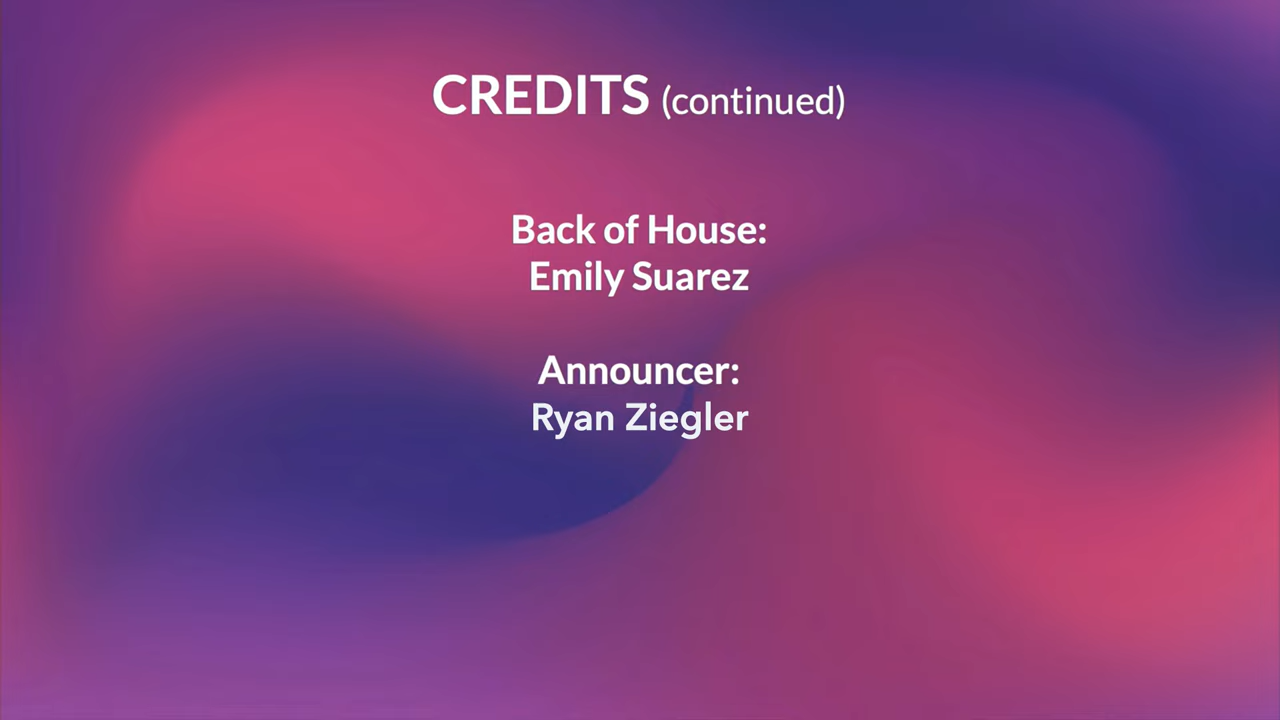 CREDITS (continued)
Back of House:
Emily Suarez
Announcer:
Ryan Ziegler